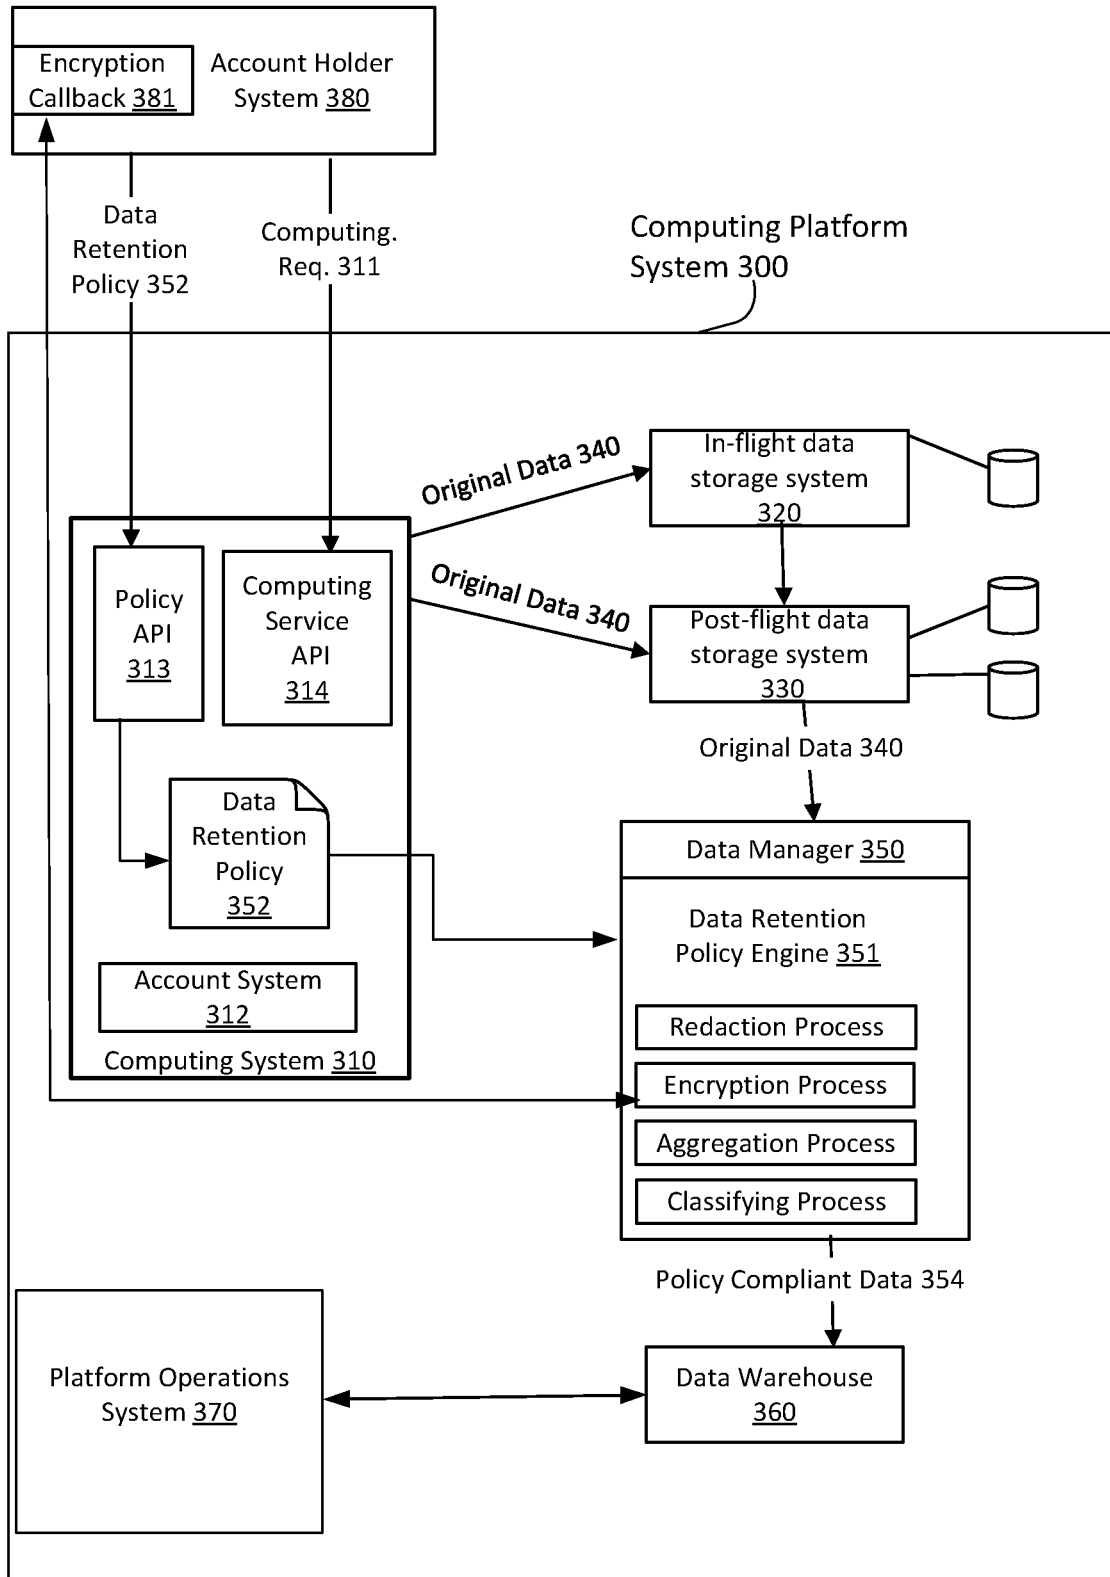 Encryption
Callback 381
Account Holder
System 380
Data
Retention
Policy 352
Computing.
Req. 311
Computing Platform
System 300
Original Data 340
In-flight data
storage system
320
Original Data 340
Post-flight data
storage system
330
Policy
API
313
Computing
Service
API
314
Original Data 340
Data
Retention
Policy
352
Data Manager 350
Data Retention
Policy Engine 351
Account System
312
Computing System 310
Redaction Process
Encryption Process
Aggregation Process
Classifying Process
Policy Compliant Data 354
Platform Operations
System 370
Data Warehouse
360